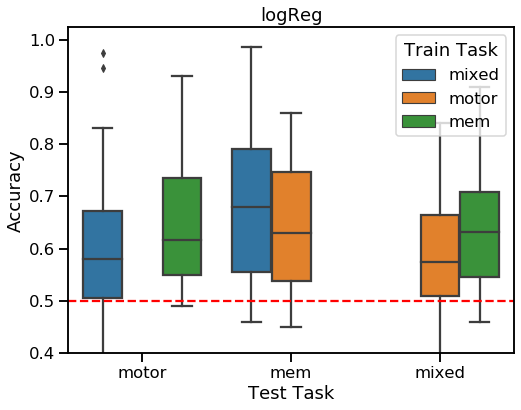 logReg
Train Task
mixed
motor
mem
Accuracy
1.0
0.9
0.8
0.7
0.6
0.5
0.4
motor mem mixed
Test Task